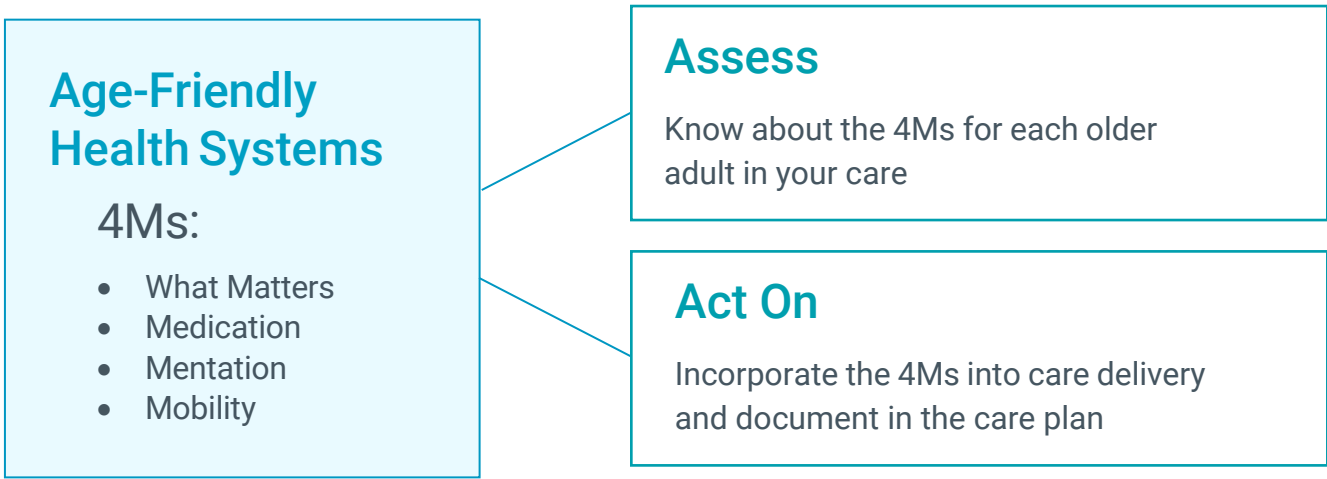 Age-Friendly
Health Systems
4Ms:
• What Matters
• Medication
• Mentation
• Mobility
Assess
Know about the 4Ms for each older
adult in your care
Act On
Incorporate the 4Ms into care delivery
and document in the care plan